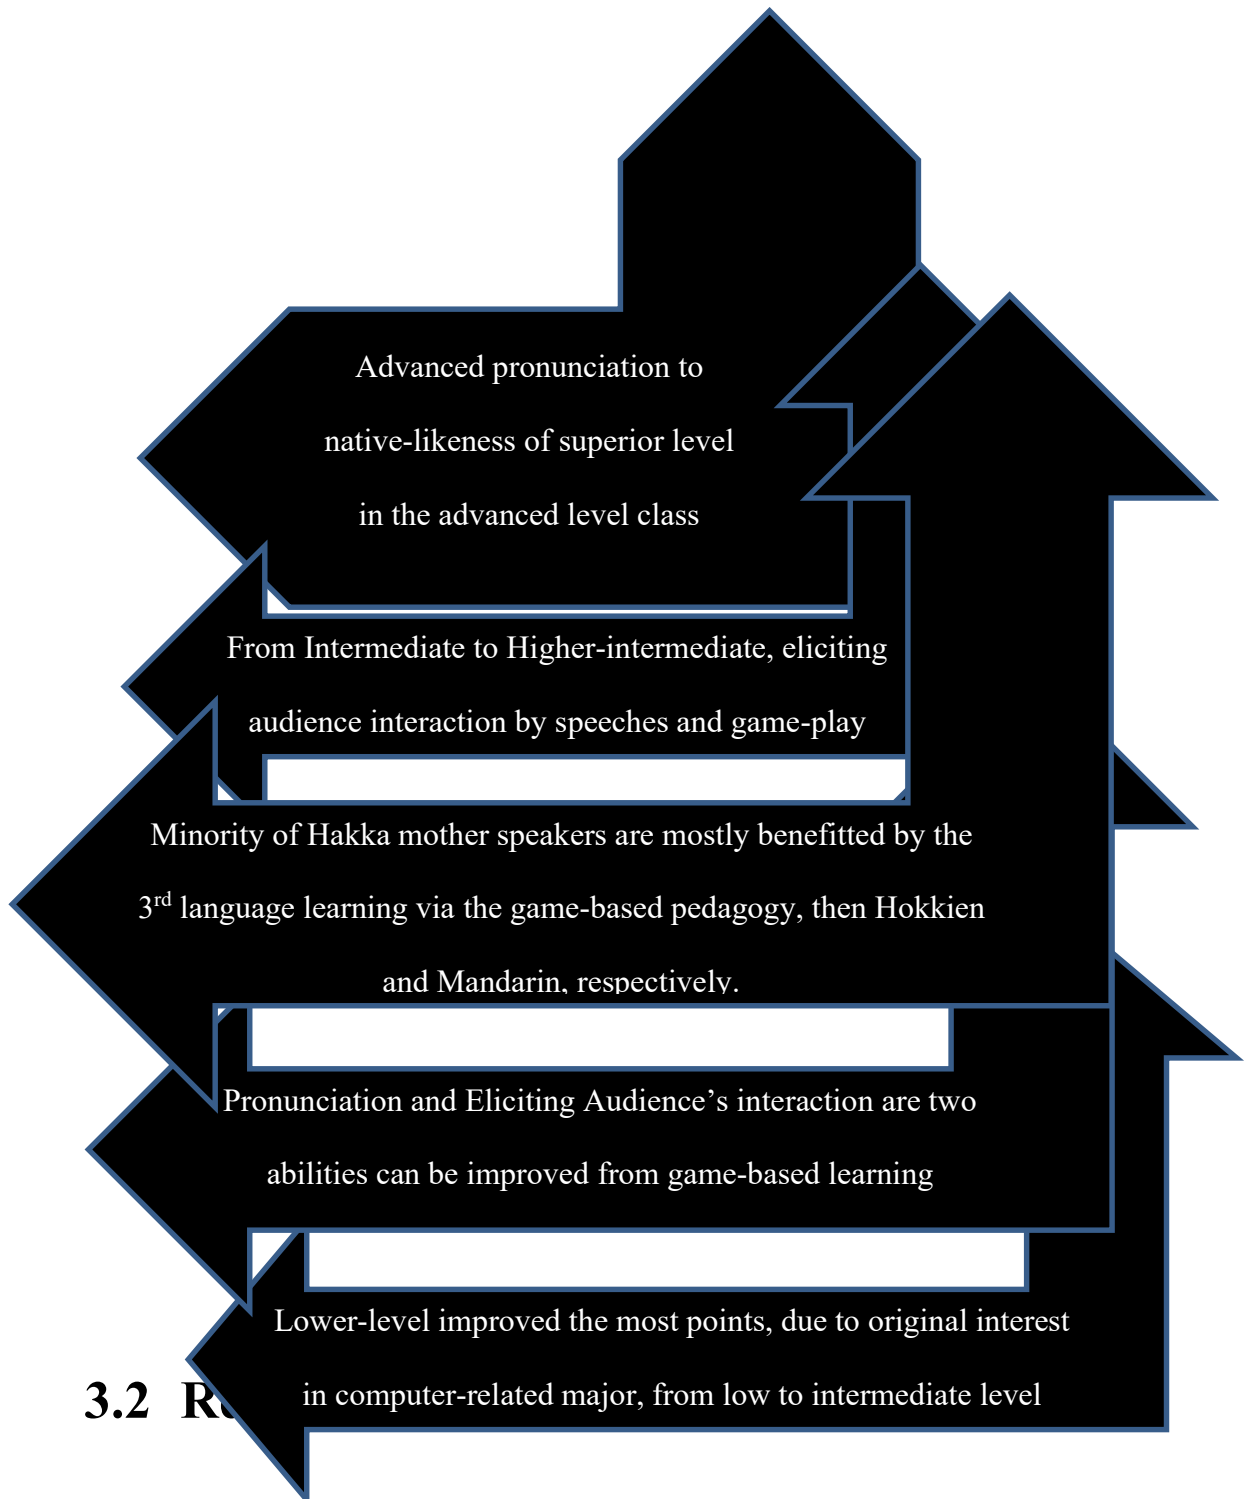 Advanced pronunciation to
native-likeness of superior level
in the advanced level class
From Intermediate to Higher-intermediate, eliciting
audience interaction by speeches and game-play
Minority of Hakka mother speakers are mostly benefitted by the
3rd language learning via the game-based pedagogy, then Hokkien
and Mandarin, respectively.
Pronunciation and Eliciting Audience’s interaction are two
abilities can be improved from game-based learning
Lower-level improved the most points, due to original interest
in computer-related major, from low to intermediate level
3.2